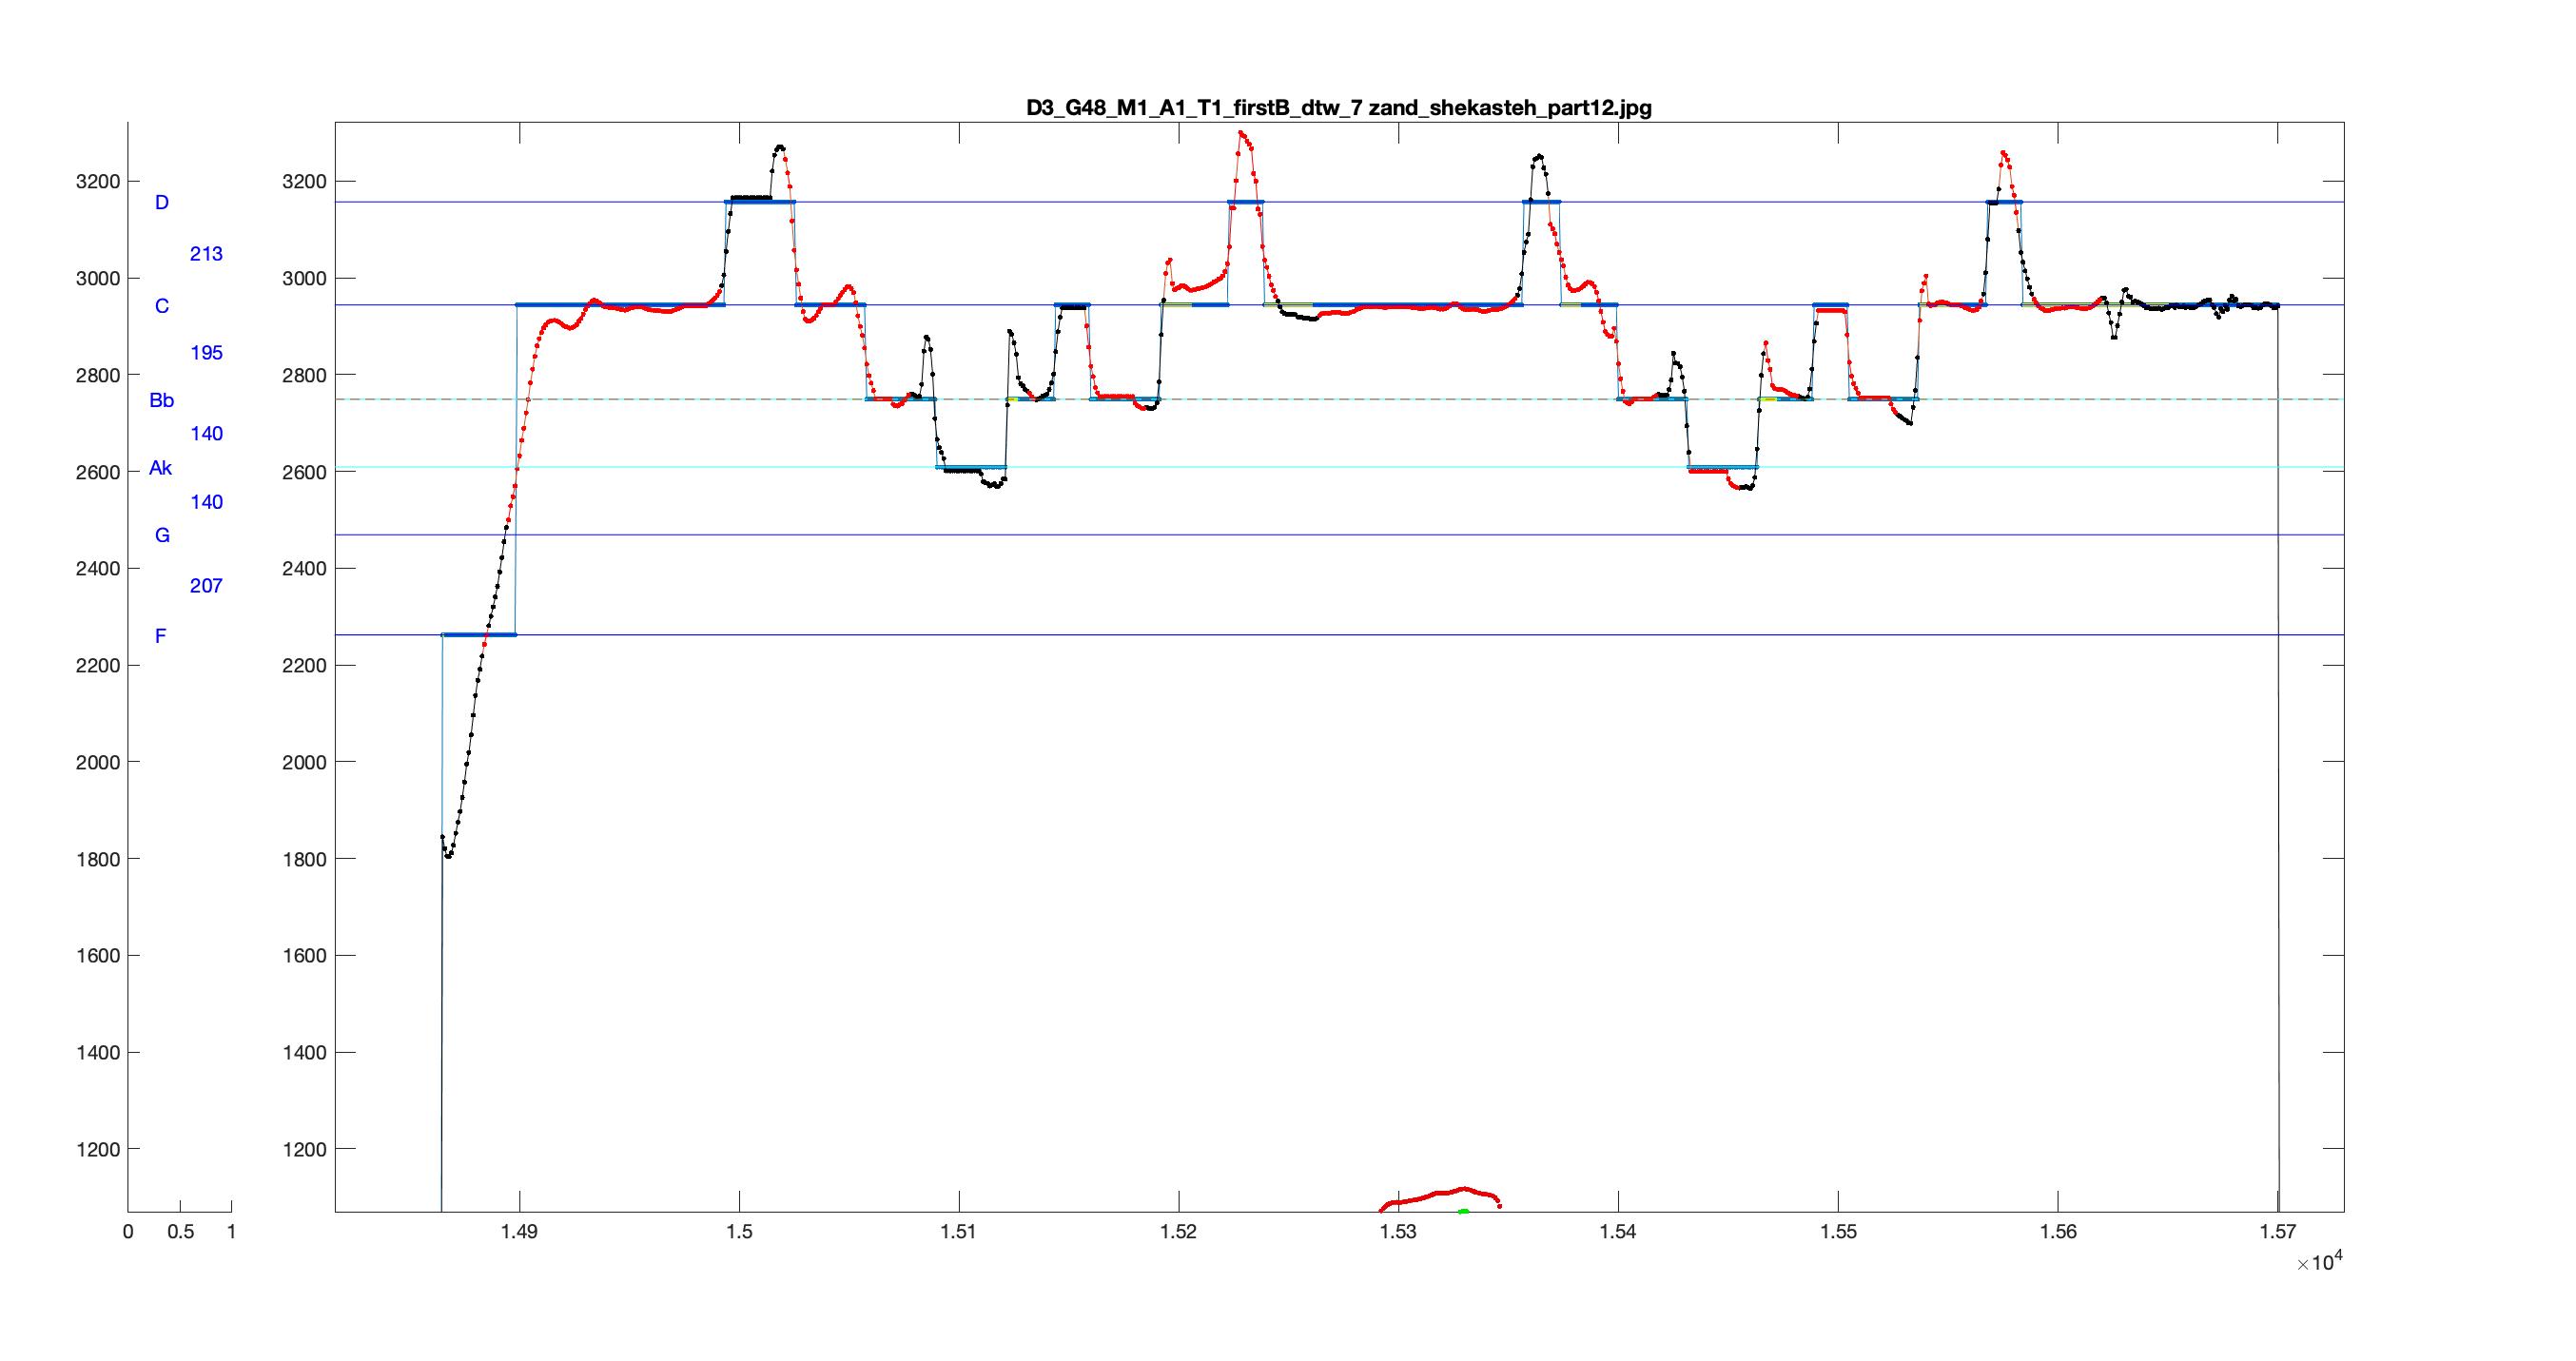 D3_G48_M1_A1_T1_firstB_dtw_7 zand_shekasteh_part12.jpg
3200 3200
D
213
3000 3000
C
195
2800 2800
Bb
140
2600 Ak 2600
140
G
2400 2400
207
F
2200 2200
2000 2000
1800 1800
1600 1600
1400 1400
1200 1200
0 0.5 1 1.49 1.5 1.51 1.52 1.53 1.54 1.55 1.56 1.57
×10^4